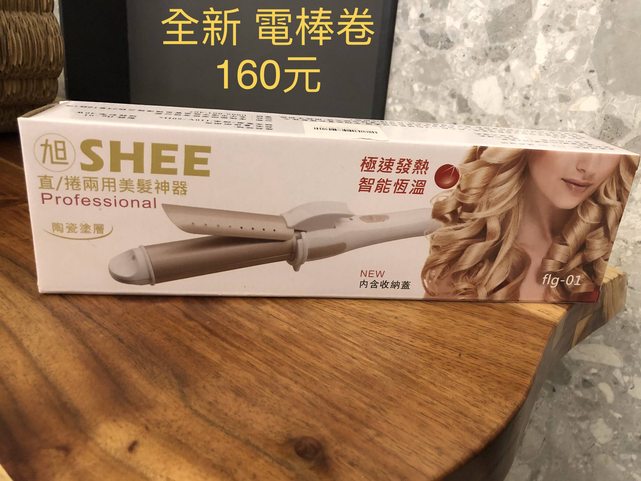 全新 電棒卷
160元
旭 SHEE
直/捲兩用美髮神器
Professional
陶瓷塗層
極速發熱
智能恆溫
NEW
內含收納蓋
flg-01